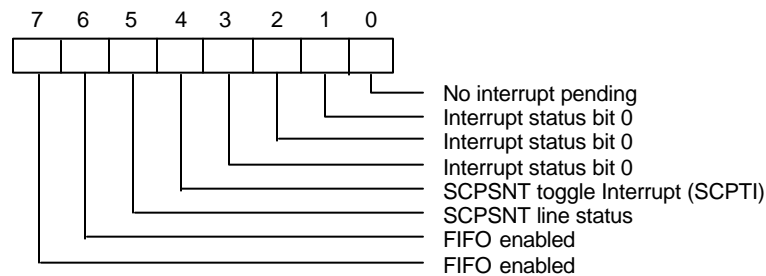 7 6 5 4 3 2 1 0
No interrupt pending
Interrupt status bit 0
Interrupt status bit 0
Interrupt status bit 0
SCPSNT toggle Interrupt (SCPTI)
SCPSNT line status
FIFO enabled
FIFO enabled